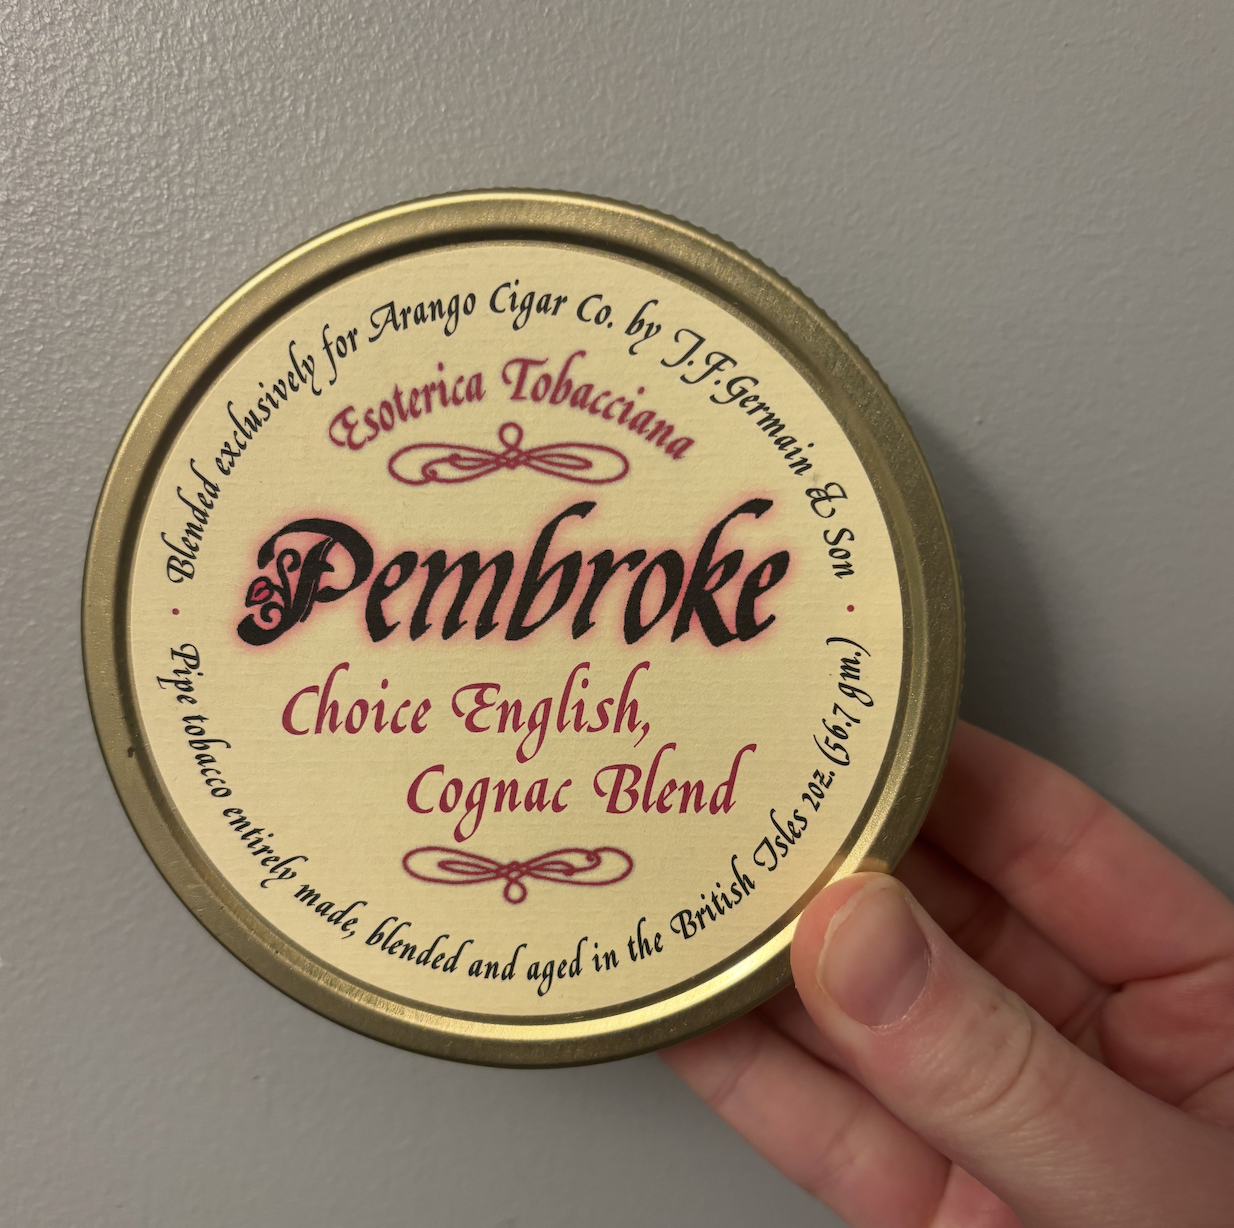 Blended exclusively for Arango Cigar Co. by J.F.Germain & Son
Esoterica Tobacciana
Pembroke
Choice English,
Cognac Blend
Pipe tobacco entirely made, blended and aged in the British Isles 2oz. (56.7 gm.)